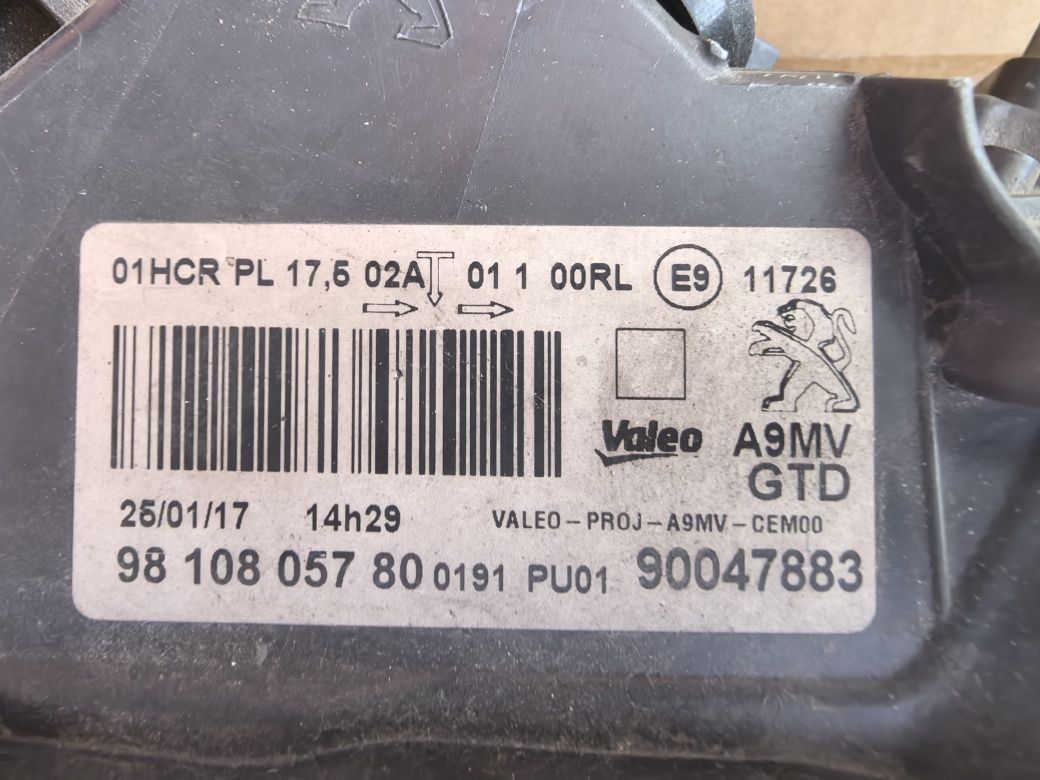 01HCR PL 17,5 02A 01 1 00RL E9 11726
Valeo A9MV
GTD
25/01/17 14h29 VALEO-PROJ-A9MV-CEM00
98 108 057 80 0191 PU01 90047883